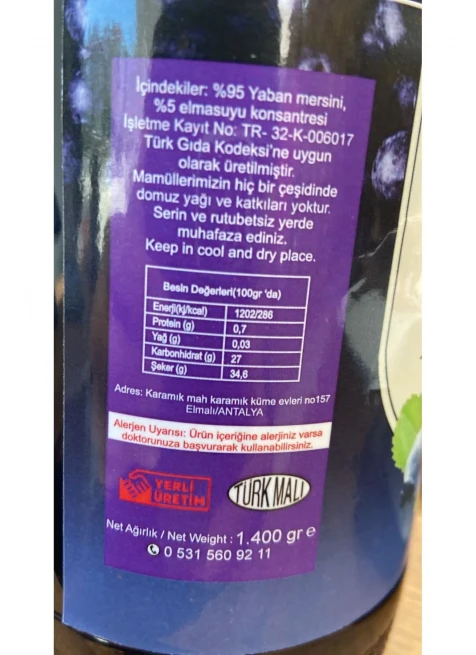 İçindekiler: %95 Yaban mersini,
%5 elmasuyu konsantresi
İşletme Kayıt No: TR- 32-K-006017
Türk Gıda Kodeksi'ne uygun
olarak üretilmiştir.
Mamüllerimizin hiç bir çeşidinde
domuz yağı ve katkıları yoktur.
Serin ve rutubetsiz yerde
muhafaza ediniz.
Keep in cool and dry place.
Besin Değerleri(100gr 'da)
Enerji(kj/kcal) 1202/286
Protein (g) 0,7
Yağ (g) 0,03
Karbonhidrat (g) 27
Şeker (g) 34,6
Adres: Karamık mah karamık küme evleri no157
Elmalı/ANTALYA
Alerjen Uyarısı: Ürün içeriğine alerjiniz varsa
doktorunuza başvurarak kullanabilirsiniz.
YERLİ
ÜRETİM
TÜRK MALI
Net Ağırlık / Net Weight : 1.400 gr e
0 531 560 92 11